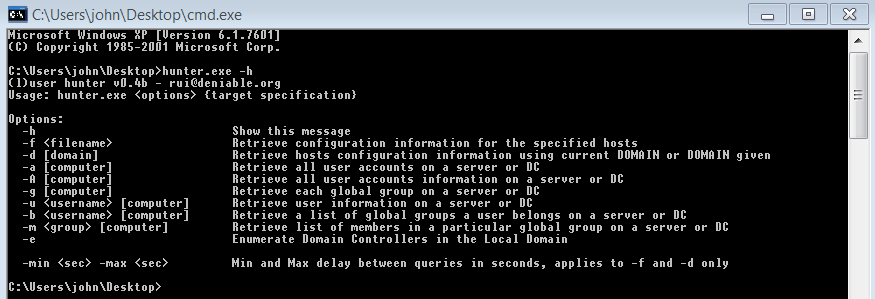 C:\Users\john\Desktop\cmd.exe
Microsoft Windows XP [Version 6.1.7601]
(C) Copyright 1985-2001 Microsoft Corp.
C:\Users\john\Desktop>hunter.exe -h
(l)user hunter v0.4b - rui@deniable.org
Usage: hunter.exe <options> {target specification}
Options:
-h Show this message
-f <filename> Retrieve configuration information for the specified hosts
-d [domain] Retrieve hosts configuration information using current DOMAIN or DOMAIN given
-a [computer] Retrieve all user accounts on a server or DC
-A [computer] Retrieve all user accounts information on a server or DC
-g [computer] Retrieve each global group on a server or DC
-u <username> [computer] Retrieve user information on a server or DC
-b <username> [computer] Retrieve a list of global groups a user belongs on a server or DC
-m <group> [computer] Retrieve list of members in a particular global group on a server or DC
-e Enumerate Domain Controllers in the Local Domain
-min <sec> -max <sec> Min and Max delay between queries in seconds, applies to -f and -d only
C:\Users\john\Desktop>